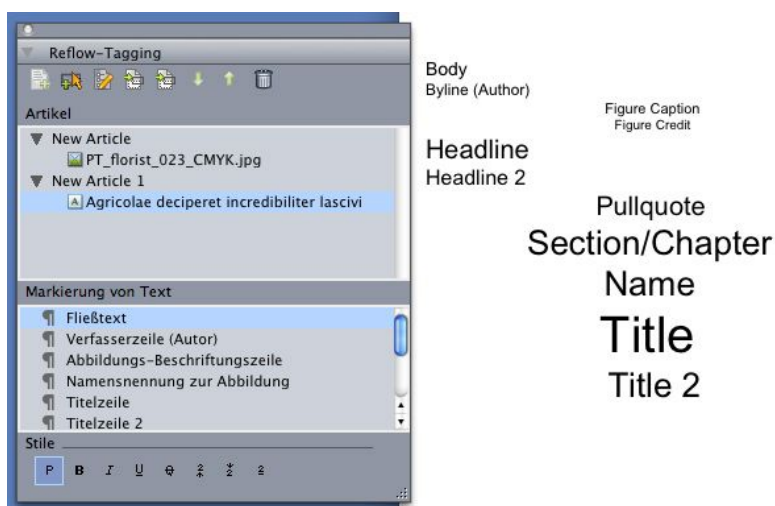 Reflow-Tagging
Artikel
New Article
PT_florist_023_CMYK.jpg
New Article 1
A Agricolae deciperet incredibiliter lascivi
Markierung von Text
Fließtext
Verfasserzeile (Autor)
Abbildungs-Beschriftungszeile
Namensnennung zur Abbildung
Titelzeile
Titelzeile 2
Stile
P B I U
Body
Byline (Author)
Figure Caption
Figure Credit
Headline
Headline 2
Pullquote
Section/Chapter
Name
Title
Title 2